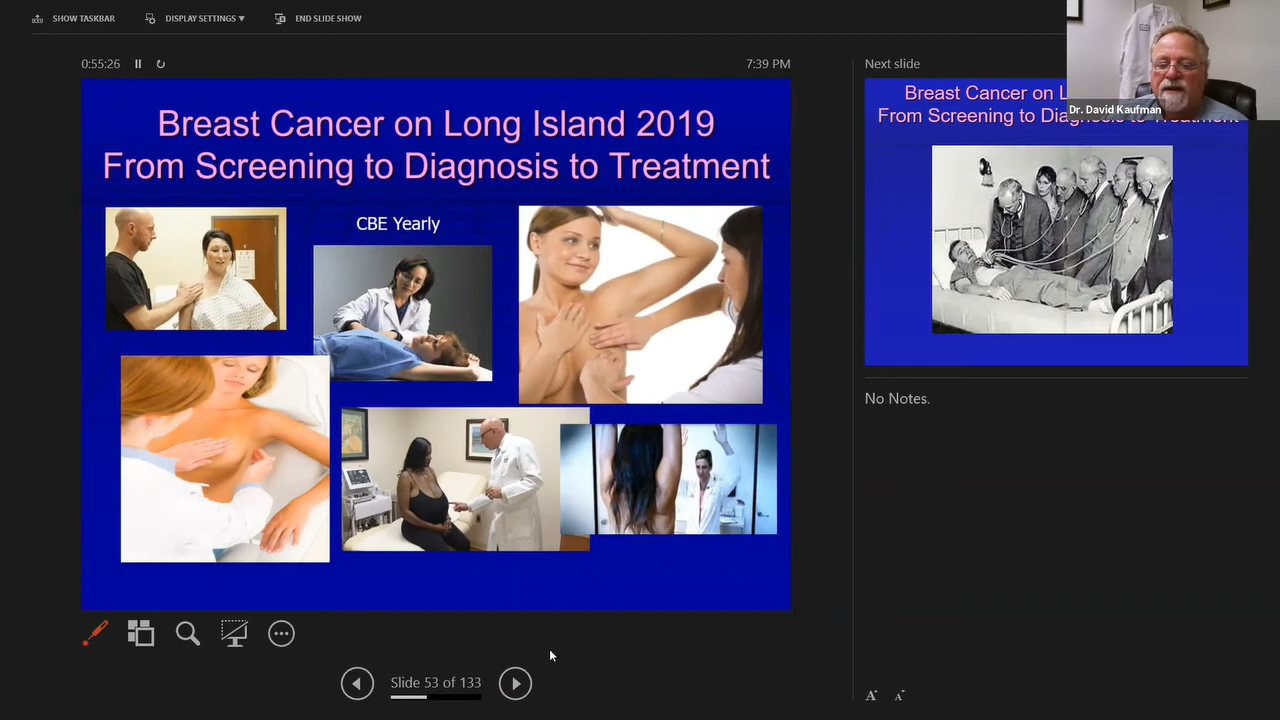 SHOW TASKBAR
DISPLAY SETTINGS ▼
END SLIDE SHOW
0:55:26
7:39 PM
Breast Cancer on Long Island 2019
From Screening to Diagnosis to Treatment
CBE Yearly
Slide 53 of 133
Next slide
Breast Cancer on L
From Screening to Diagnosis to Treatment
Dr. David Kaufman
No Notes.
A
A